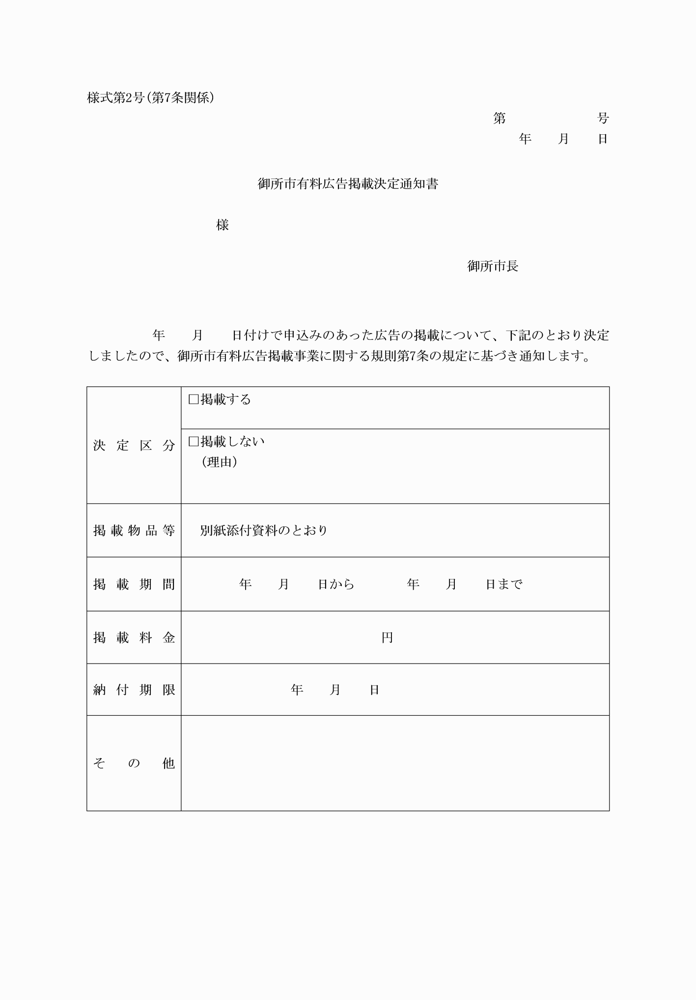 様式第2号(第7条関係)
第　　　　　　　号
年　　月　　日
御所市有料広告掲載決定通知書
様
御所市長
年　　月　　日付けで申込みのあった広告の掲載について、下記のとおり決定
しましたので、御所市有料広告掲載事業に関する規則第7条の規定に基づき通知します。
決定区分
□掲載する
□掲載しない
(理由)
掲載物品等
別紙添付資料のとおり
掲載期間
年　　月　　日から　　　　年　　月　　日まで
掲載料金
円
納付期限
年　　月　　日
その他